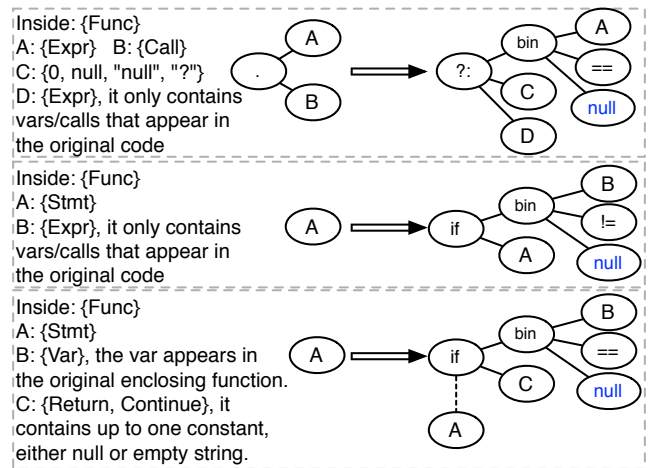 Inside: {Func}
A: {Expr} B: {Call}
C: {0, null, "null", "?"}
D: {Expr}, it only contains
vars/calls that appear in
the original code
.
A
B
?:
bin
A
==
null
C
D
Inside: {Func}
A: {Stmt}
B: {Expr}, it only contains
vars/calls that appear in
the original code
A
if
bin
B
!=
null
A
Inside: {Func}
A: {Stmt}
B: {Var}, the var appears in
the original enclosing function.
C: {Return, Continue}, it
contains up to one constant,
either null or empty string.
A
if
bin
B
==
null
C
A